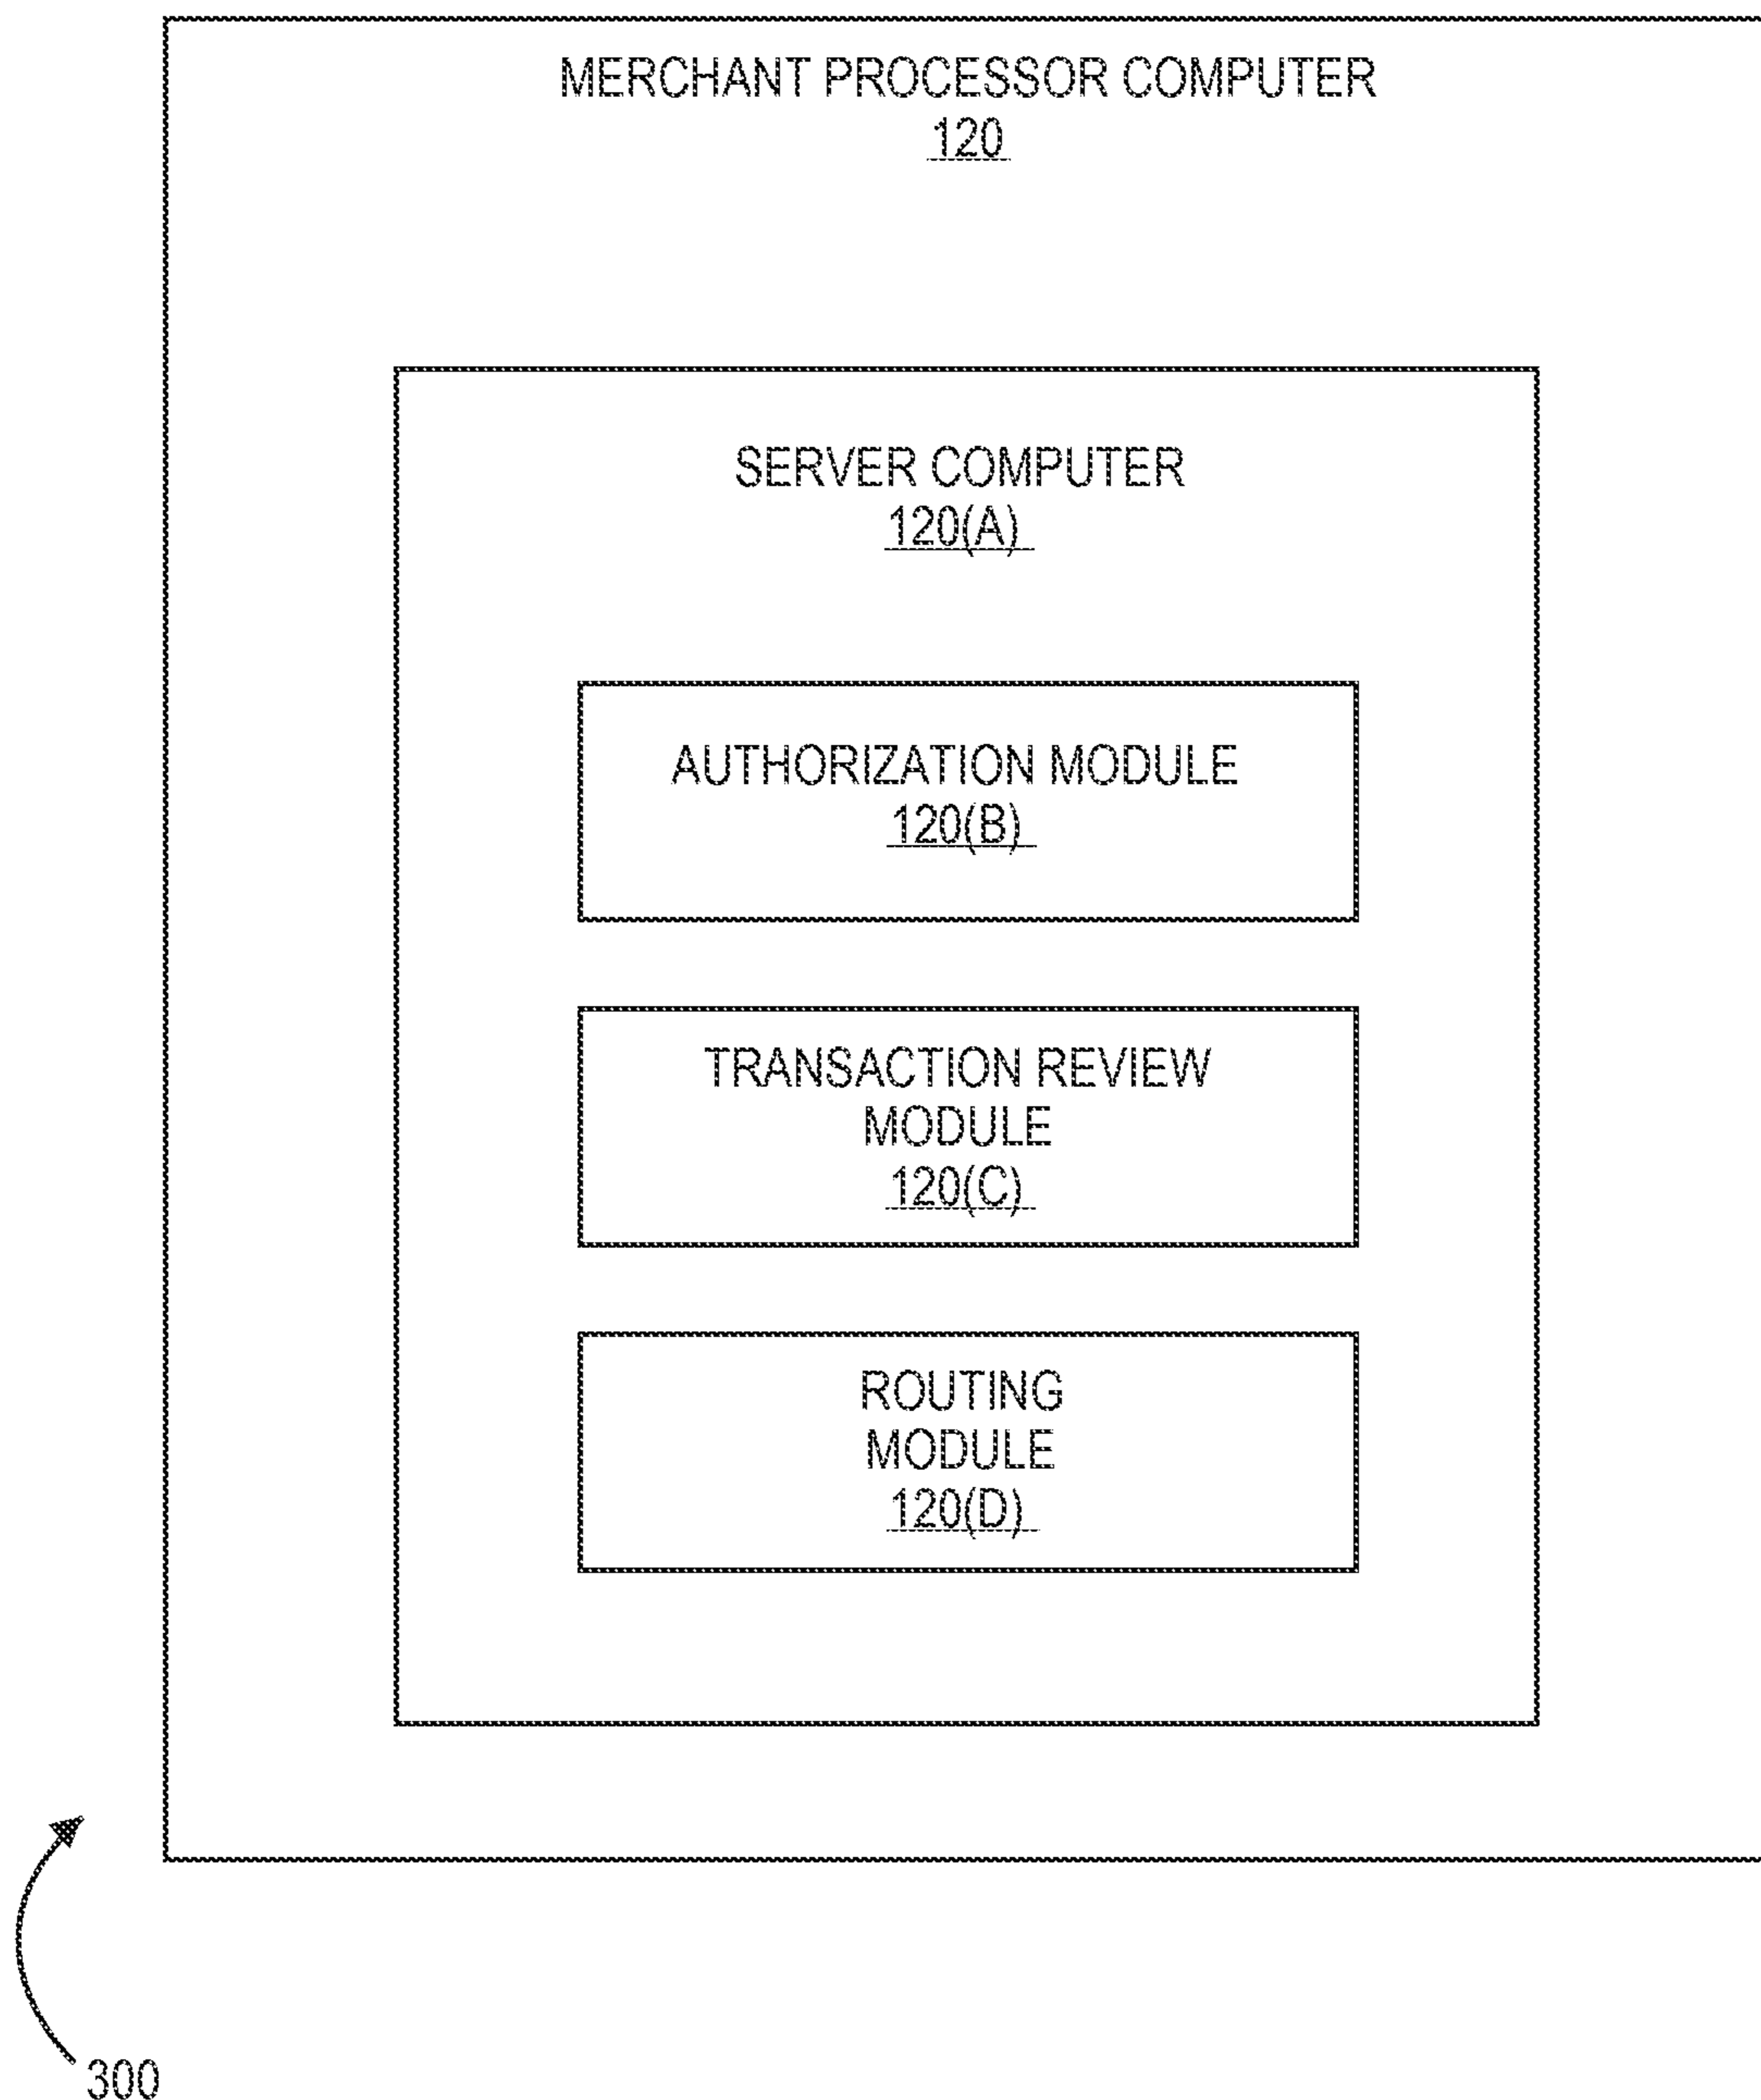 MERCHANT PROCESSOR COMPUTER
120
SERVER COMPUTER
120(A)
AUTHORIZATION MODULE
120(B)
TRANSACTION REVIEW
MODULE
120(C)
ROUTING
MODULE
120(D)
300